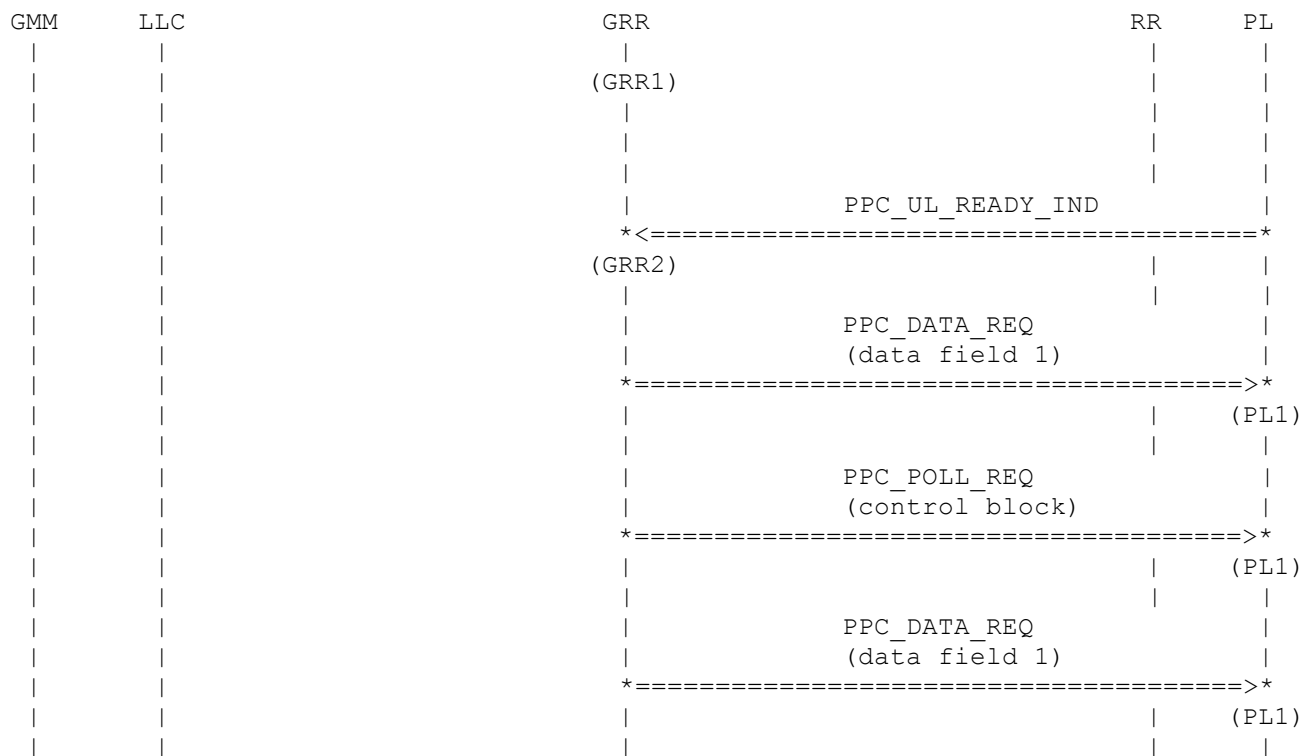 GMM LLC GRR RR PL
(GRR1)
PPC_UL_READY_IND
*<======================================*
(GRR2)
PPC_DATA_REQ
(data field 1)
*======================================>*
(PL1)
PPC_POLL_REQ
(control block)
*======================================>*
(PL1)
PPC_DATA_REQ
(data field 1)
*======================================>*
(PL1)